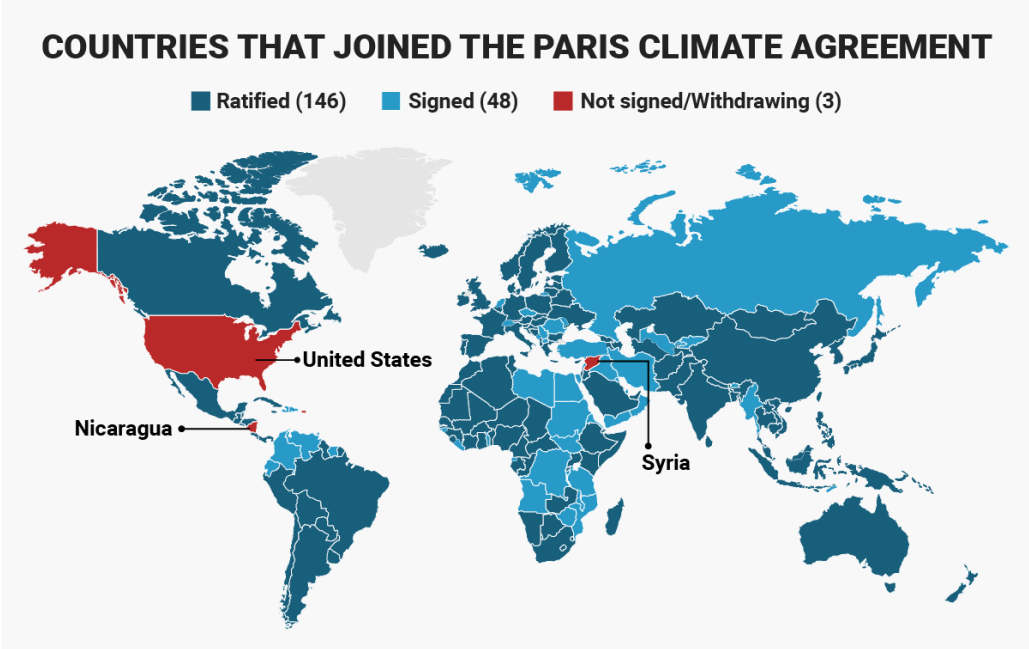 COUNTRIES THAT JOINED THE PARIS CLIMATE AGREEMENT
Ratified (146) Signed (48) Not signed/Withdrawing (3)
United States
Nicaragua
Syria